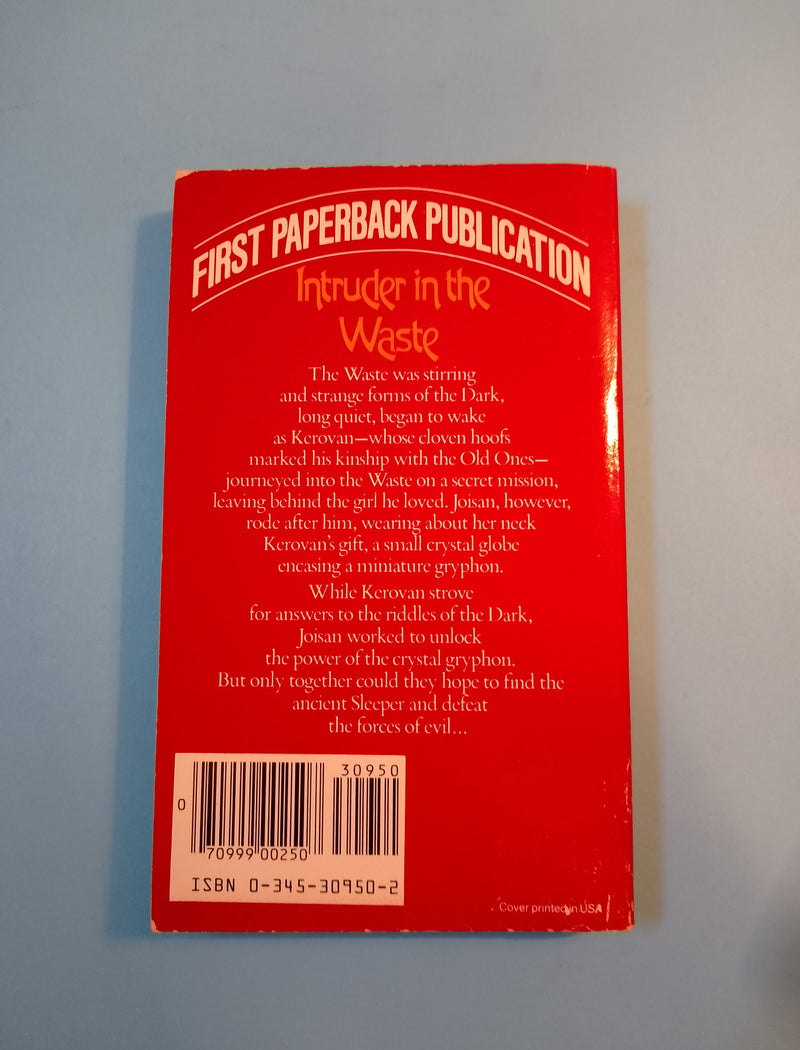 FIRST PAPERBACK PUBLICATION
Intruder in the
Waste
The Waste was stirring
and strange forms of the Dark,
long quiet, began to wake
as Kerovan—whose cloven hoofs
marked his kinship with the Old Ones—
journeyed into the Waste on a secret mission,
leaving behind the girl he loved. Joisan, however,
rode after him, wearing about her neck
Kerovan's gift, a small crystal globe
encasing a miniature gryphon.
While Kerovan strove
for answers to the riddles of the Dark,
Joisan worked to unlock
the power of the crystal gryphon.
But only together could they hope to find the
ancient Sleeper and defeat
the forces of evil...
30950
0
70999 00250
ISBN 0-345-30950-2
Cover printed in USA